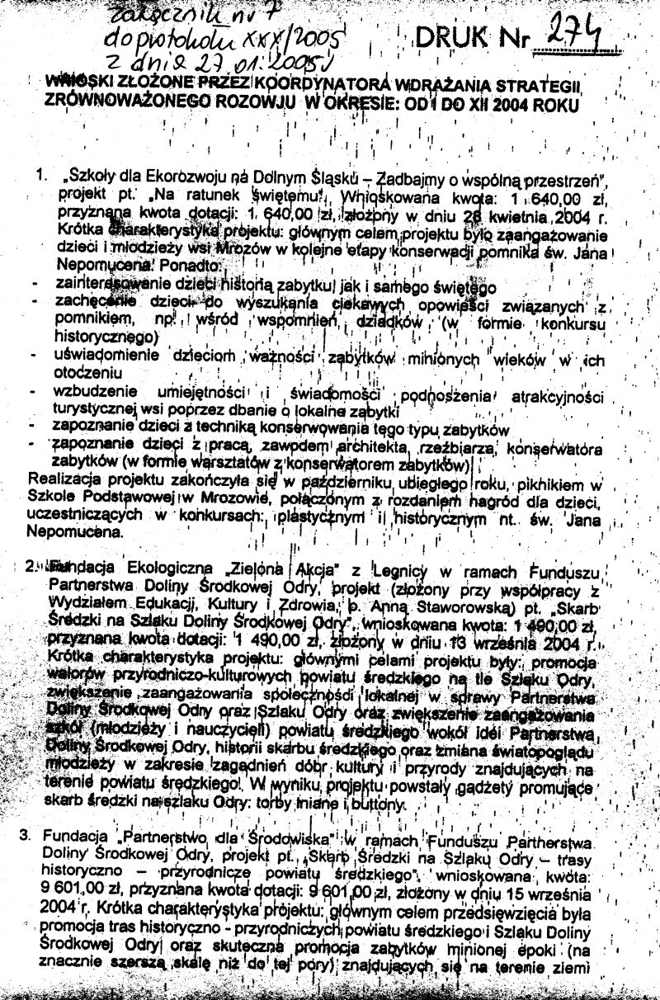 załącznik nr 7
do protokołu XXX/2005
z dnia 27.01.2005
DRUK Nr 274
WNIOSKI ZŁOŻONE PRZEZ KOORDYNATORA WDRAŻANIA STRATEGII
ZRÓWNOWAŻONEGO ROZOWJU W OKRESIE: OD I DO XII 2004 ROKU
1. „Szkoły dla Ekorozwoju na Dolnym Śląsku – Zadbajmy o wspólną przestrzeń",
projekt pt. „Na ratunek świętemu". Wnioskowana kwota: 1 640,00 zł,
przyznana kwota dotacji: 1 640,00 zł, złożony w dniu 28 kwietnia 2004 r.
Krótka charakterystyka projektu: głównym celem projektu było zaangażowanie
dzieci i młodzieży wsi Mrozów w kolejne etapy konserwacji pomnika św. Jana
Nepomucena. Ponadto:
- zainteresowanie dzieci historią zabytku jak i samego świętego
- zachęcenie dzieci do wyszukania ciekawych opowieści związanych z
pomnikiem, np. wśród wspomnień dziadków (w formie konkursu
historycznego)
- uświadomienie dzieciom ważności zabytków minionych wieków w ich
otoczeniu
- wzbudzenie umiejętności i świadomości podnoszenia atrakcyjności
turystycznej wsi poprzez dbanie o lokalne zabytki
- zapoznanie dzieci z techniką konserwowania tego typu zabytków
- zapoznanie dzieci z pracą, zawodem architekta, rzeźbiarza, konserwatora
zabytków (w formie warsztatów z konserwatorem zabytków)
Realizacja projektu zakończyła się w październiku ubiegłego roku, piknikiem w
Szkole Podstawowej w Mrozowie, połączonym z rozdaniem nagród dla dzieci,
uczestniczących w konkursach: plastycznym i historycznym nt. św. Jana
Nepomucena.
2. Fundacja Ekologiczna „Zielona Akcja" z Legnicy w ramach Funduszu
Partnerstwa Doliny Środkowej Odry, projekt (złożony przy współpracy z
Wydziałem Edukacji, Kultury i Zdrowia, p. Anną Staworowską) pt. „Skarb
Średzki na Szlaku Doliny Środkowej Odry", wnioskowana kwota: 1 490,00 zł,
przyznana kwota dotacji: 1 490,00 zł, złożony w dniu 13 września 2004 r.
Krótka charakterystyka projektu: głównymi celami projektu były: promocja
walorów przyrodniczo-kulturowych powiatu średzkiego na tle Szlaku Odry,
zwiększenie zaangażowania społeczności lokalnej w sprawy Partnerstwa
Doliny Środkowej Odry oraz Szlaku Odry oraz zwiększenie zaangażowania
szkół (młodzieży i nauczycieli) powiatu średzkiego wokół idei Partnerstwa
Doliny Środkowej Odry, historii skarbu średzkiego oraz zmiana światopoglądu
młodzieży w zakresie zagadnień dóbr kultury i przyrody znajdujących na
terenie powiatu średzkiego. W wyniku projektu powstały gadżety promujące
skarb średzki na szlaku Odry: torby lniane i buttony.
3. Fundacja „Partnerstwo dla Środowiska" w ramach Funduszu Partnerstwa
Doliny Środkowej Odry, projekt pt. „Skarb Średzki na Szlaku Odry – trasy
historyczno – przyrodnicze powiatu średzkiego", wnioskowana kwota:
9 601,00 zł, przyznana kwota dotacji: 9 601,00 zł, złożony w dniu 15 września
2004 r. Krótka charakterystyka projektu: głównym celem przedsięwzięcia była
promocja tras historyczno - przyrodniczych powiatu średzkiego i Szlaku Doliny
Środkowej Odry oraz skuteczna promocja zabytków minionej epoki (na
znacznie szerszą skalę niż do tej pory) znajdujących się na terenie ziemi